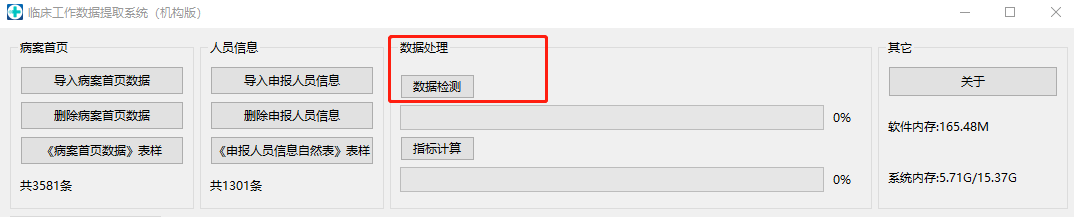 临床工作数据提取系统（机构版）
病案首页
导入病案首页数据
删除病案首页数据
《病案首页数据》表样
共3581条
人员信息
导入申报人员信息
删除申报人员信息
《申报人员信息自然表》表样
共1301条
数据处理
数据检测
0%
指标计算
0%
其它
关于
软件内存:165.48M
系统内存:5.71G/15.37G